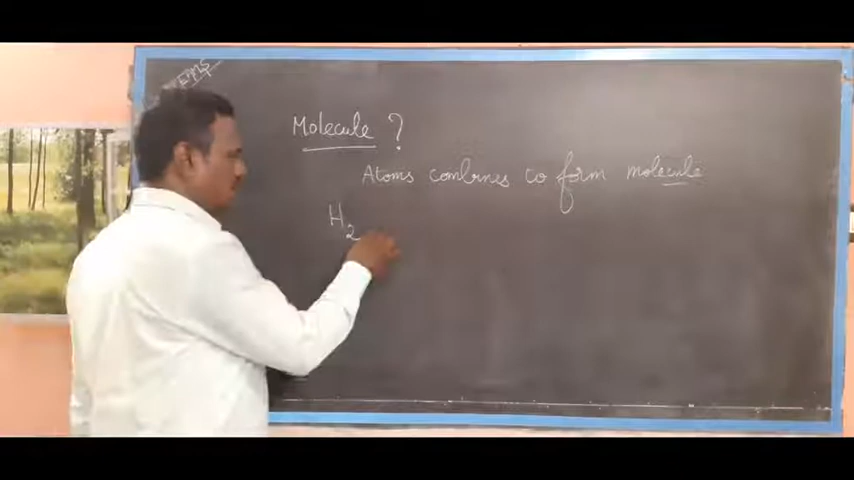 Molecule ?
Atoms combines to form molecule
H₂